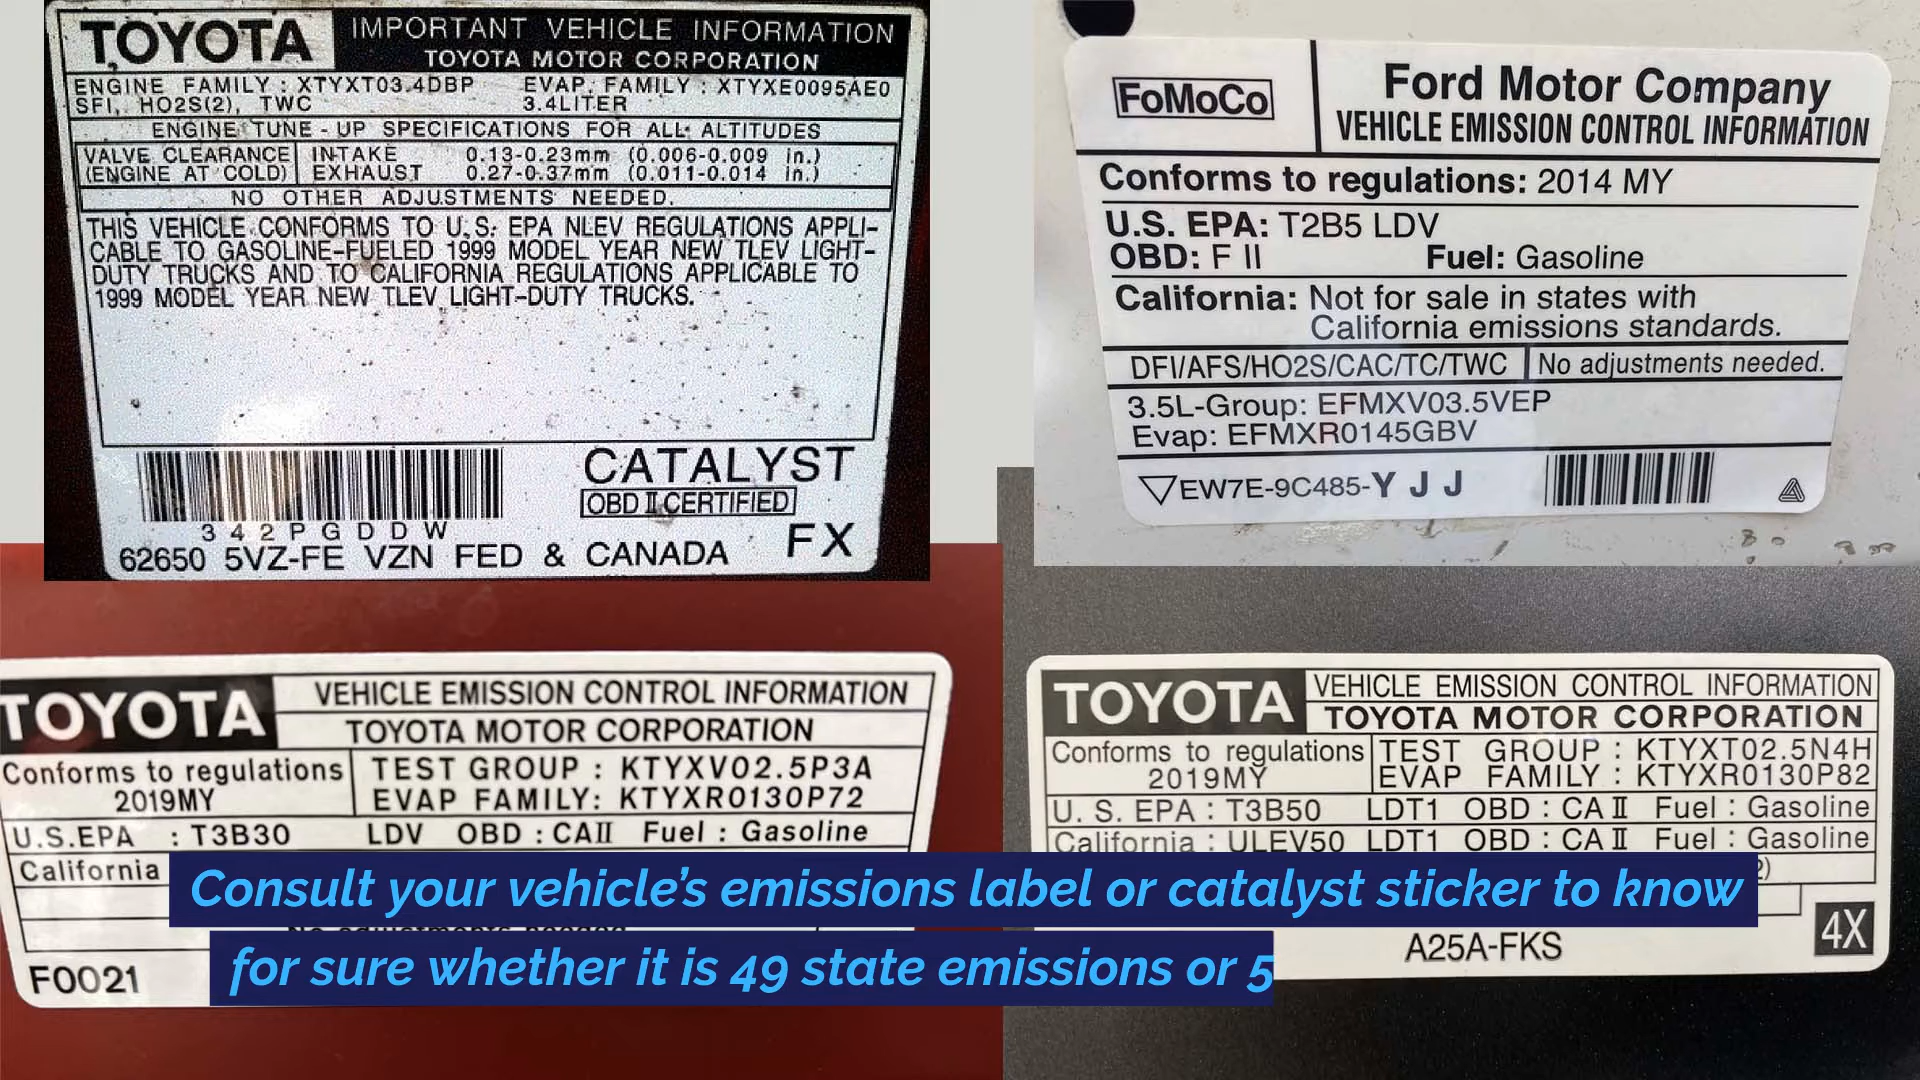 TOYOTA
IMPORTANT VEHICLE INFORMATION
TOYOTA MOTOR CORPORATION
ENGINE FAMILY : XTYXT03.4DBP EVAP. FAMILY : XTYXE0095AE0
SFI, HO2S(2), TWC 3.4LITER
ENGINE TUNE-UP SPECIFICATIONS FOR ALL ALTITUDES
VALVE CLEARANCE INTAKE 0.13-0.23mm (0.006-0.009 in.)
(ENGINE AT COLD) EXHAUST 0.27-0.37mm (0.011-0.014 in.)
NO OTHER ADJUSTMENTS NEEDED.
THIS VEHICLE CONFORMS TO U.S. EPA NLEV REGULATIONS APPLI-
CABLE TO GASOLINE-FUELED 1999 MODEL YEAR NEW TLEV LIGHT-
DUTY TRUCKS AND TO CALIFORNIA REGULATIONS APPLICABLE TO
1999 MODEL YEAR NEW TLEV LIGHT-DUTY TRUCKS.
CATALYST
OBD II CERTIFIED
342PGDDW
FX
62650 5VZ-FE VZN FED & CANADA
FoMoCo
Ford Motor Company
VEHICLE EMISSION CONTROL INFORMATION
Conforms to regulations: 2014 MY
U.S. EPA: T2B5 LDV
OBD: F II Fuel: Gasoline
California: Not for sale in states with
California emissions standards.
DFI/AFS/HO2S/CAC/TC/TWC No adjustments needed.
3.5L-Group: EFMXV03.5VEP
Evap: EFMXR0145GBV
EW7E-9C485-Y J J
TOYOTA
VEHICLE EMISSION CONTROL INFORMATION
TOYOTA MOTOR CORPORATION
Conforms to regulations TEST GROUP : KTYXV02.5P3A
2019MY EVAP FAMILY: KTYXR0130P72
U.S.EPA : T3B30 LDV OBD : CAII Fuel : Gasoline
California
F0021
TOYOTA
VEHICLE EMISSION CONTROL INFORMATION
TOYOTA MOTOR CORPORATION
Conforms to regulations TEST GROUP : KTYXT02.5N4H
2019MY EVAP FAMILY : KTYXR0130P82
U. S. EPA : T3B50 LDT1 OBD : CAII Fuel : Gasoline
California : ULEV50 LDT1 OBD : CAII Fuel : Gasoline
A25A-FKS
4X
Consult your vehicle's emissions label or catalyst sticker to know
for sure whether it is 49 state emissions or 5